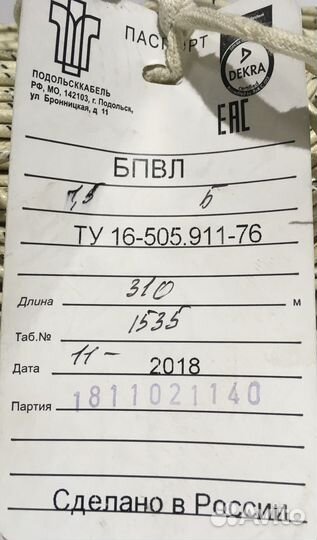 ПАСПОРТ
DEKRA
ПОДОЛЬСККАБЕЛЬ
РФ, МО, 142103, г. Подольск,
ул Бронницкая, д 11
ЕАС
БПВЛ
1,5 Б
ТУ 16-505.911-76
Длина 310 м
Таб.№ 1535
Дата 11- 2018
Партия 1811021140
Сделано в России
Avito